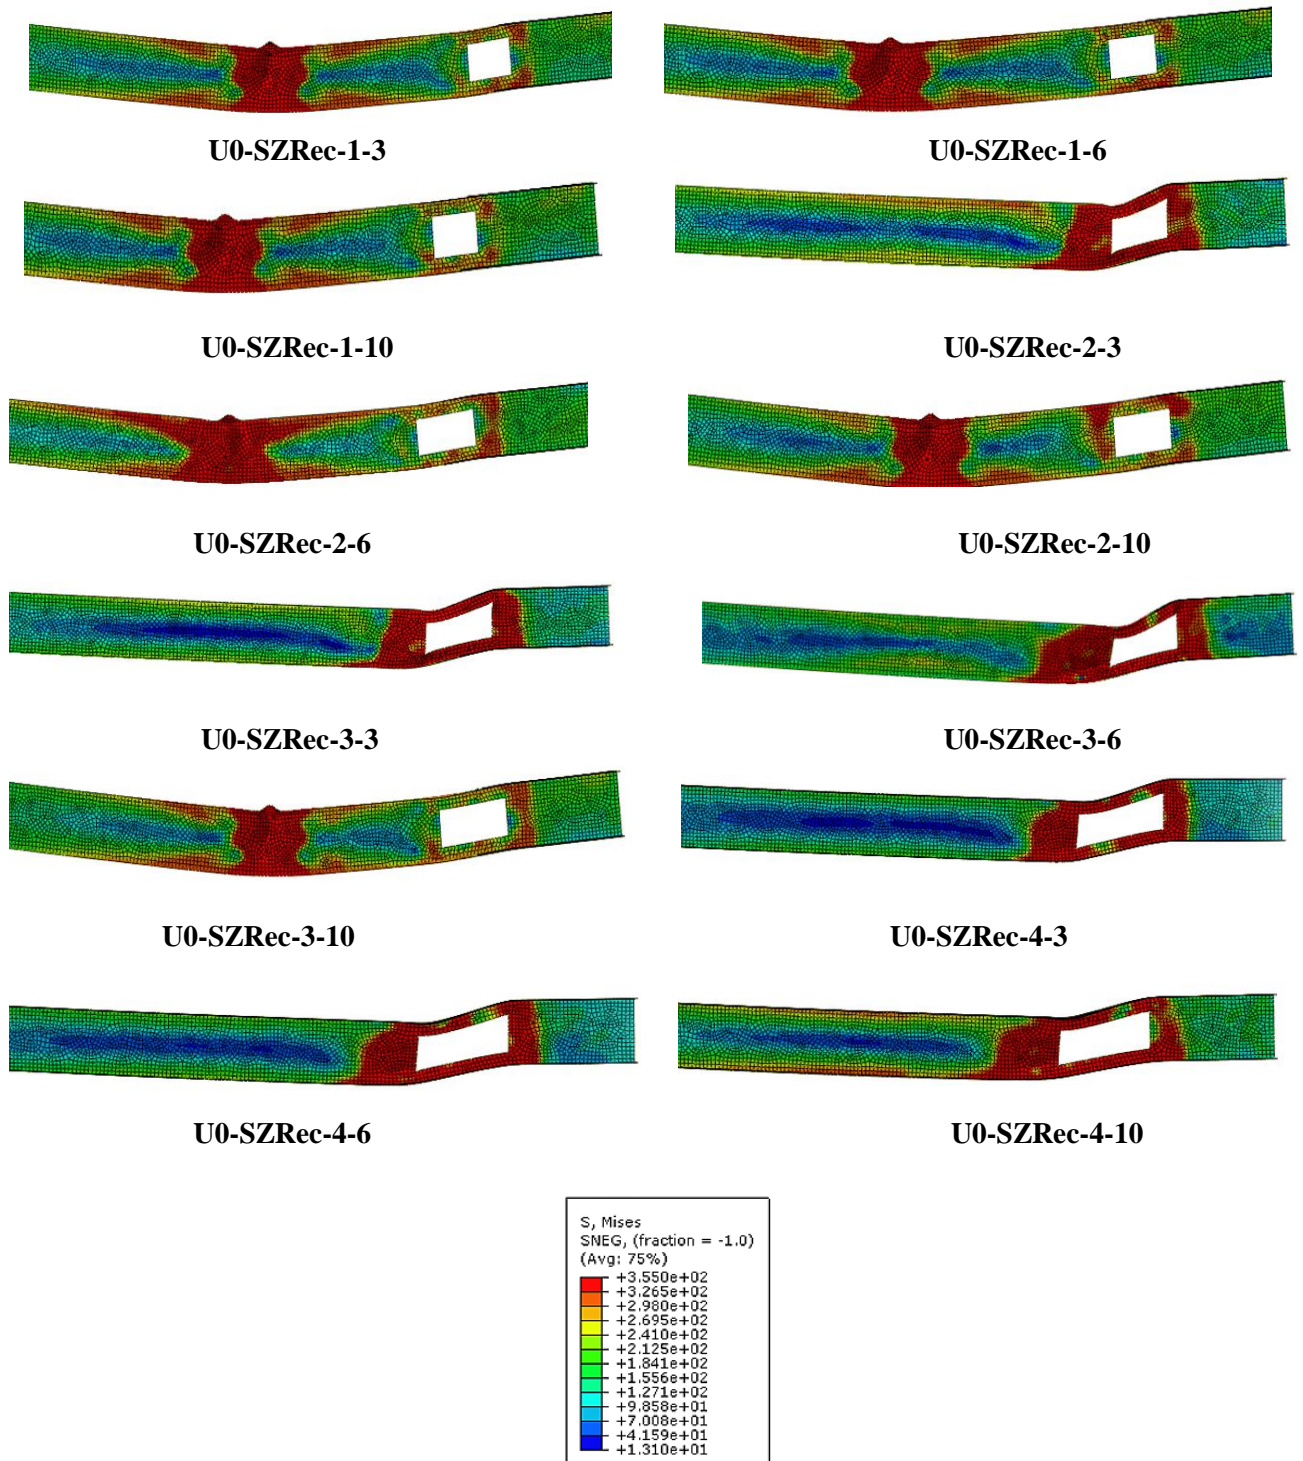 U0-SZRec-1-3
U0-SZRec-1-6
U0-SZRec-1-10
U0-SZRec-2-3
U0-SZRec-2-6
U0-SZRec-2-10
U0-SZRec-3-3
U0-SZRec-3-6
U0-SZRec-3-10
U0-SZRec-4-3
U0-SZRec-4-6
U0-SZRec-4-10
S, Mises
SNEG, (fraction = -1.0)
(Avg: 75%)
+3.550e+02
+3.265e+02
+2.980e+02
+2.695e+02
+2.410e+02
+2.125e+02
+1.841e+02
+1.556e+02
+1.271e+02
+9.858e+01
+7.008e+01
+4.159e+01
+1.310e+01